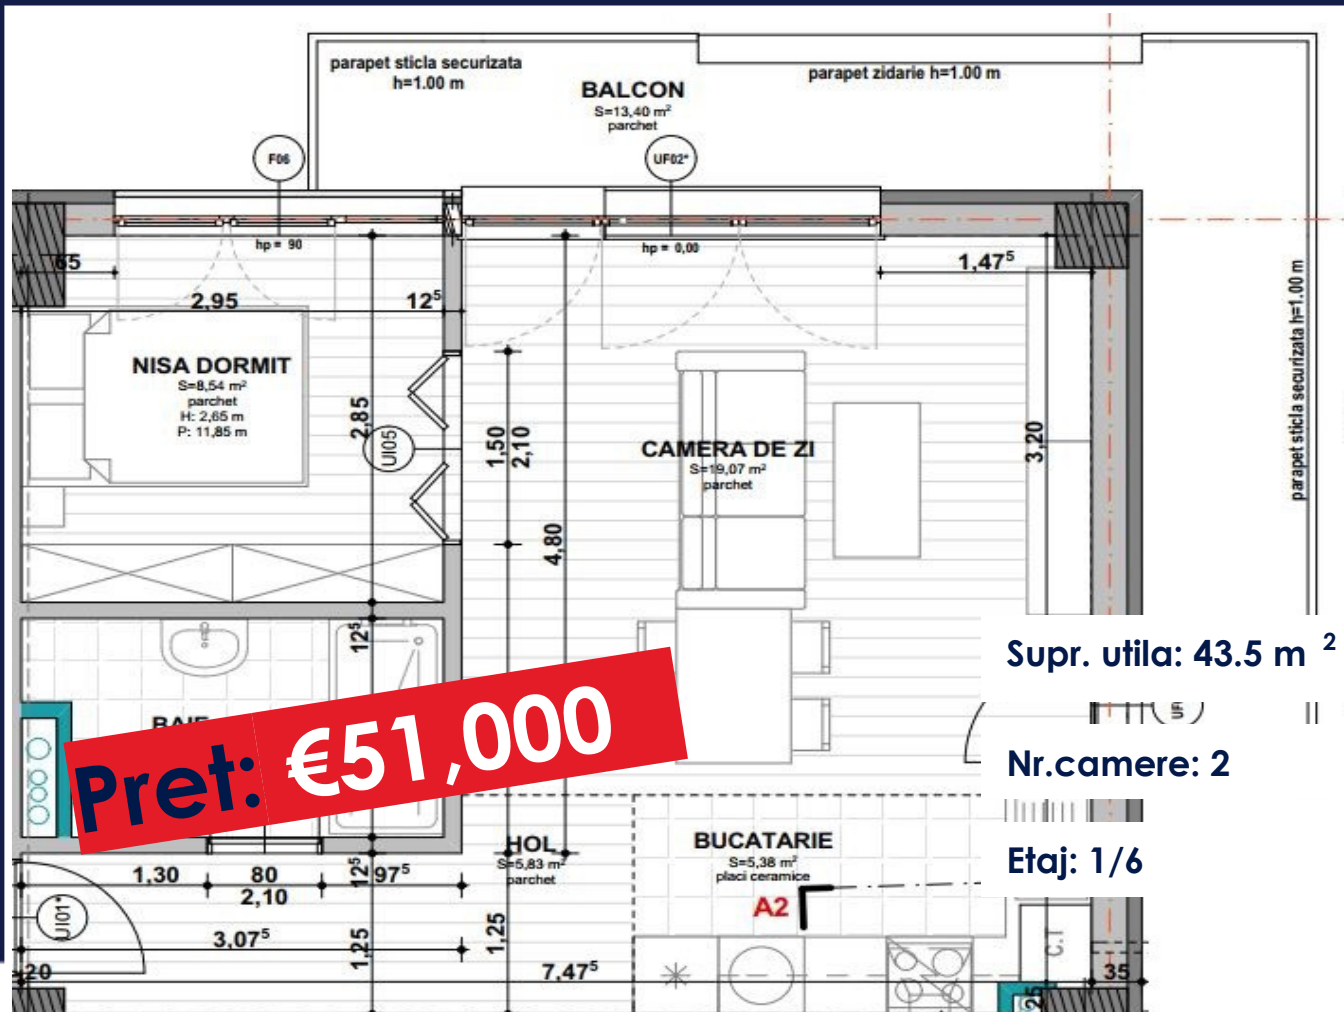 parapet sticla securizata
h=1.00 m
parapet zidarie h=1.00 m
BALCON
S=13,40 m²
parchet
F06
UF02*
hp = 90
hp = 0,00
65
2,95
12⁵
1,47⁵
NISA DORMIT
S=8,54 m²
parchet
H: 2,65 m
P: 11,85 m
2,85
UI05
1,50
2,10
4,80
CAMERA DE ZI
S=19,07 m²
parchet
3,20
parapet sticla securizata h=1.00 m
12⁵
Supr. utila: 43.5 m ²
BAIE
Pret: €51,000
Nr.camere: 2
Etaj: 1/6
HOL
S=5,83 m²
parchet
BUCATARIE
S=5,38 m²
placi ceramice
A2
1,30
80
2,10
12⁵
97⁵
UI01*
3,07⁵
1,25
1,25
C.T
20
7,47⁵
35
25